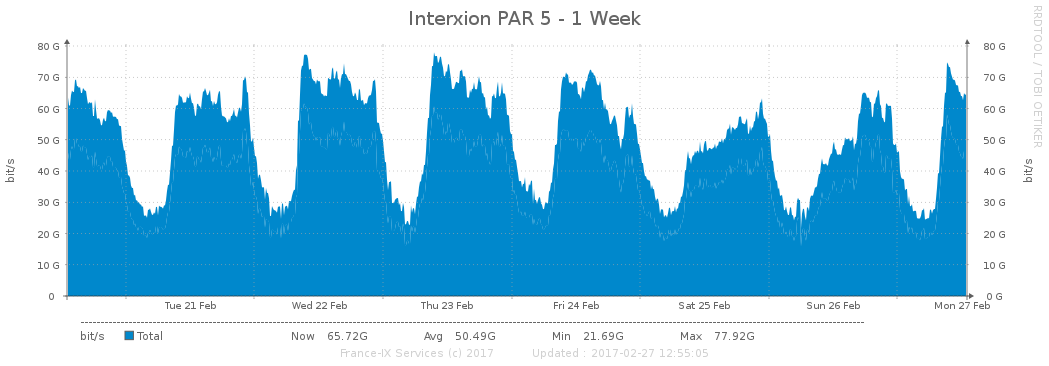 Interxion PAR 5 - 1 Week
RRDTOOL / TOBI OETIKER
80 G 80 G
70 G 70 G
60 G 60 G
50 G 50 G
40 G 40 G
30 G 30 G
20 G 20 G
10 G 10 G
0 0 G
bit/s
bit/s
Tue 21 Feb Wed 22 Feb Thu 23 Feb Fri 24 Feb Sat 25 Feb Sun 26 Feb Mon 27 Feb
bit/s Total Now 65.72G Avg 50.49G Min 21.69G Max 77.92G
France-IX Services (c) 2017 Updated : 2017-02-27 12:55:05